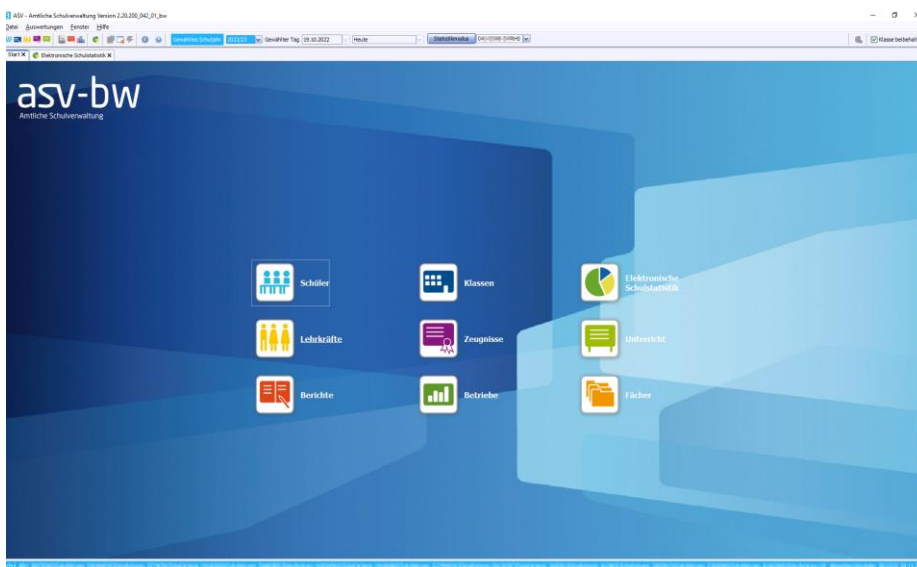 ASV - Amtliche Schulverwaltung Version 2.20.200_042_01_bw
Datei Auswertungen Fenster Hilfe
Gewähltes Schuljahr 2022/23 Gewählter Tag 19.10.2022 Heute Statistikmodus Klasse beibehalt
Start Elektronische Schulstatistik
asv-bw
Amtliche Schulverwaltung
Schüler Klassen Elektronische
Schulstatistik
Lehrkräfte Zeugnisse Unterricht
Berichte Betriebe Fächer